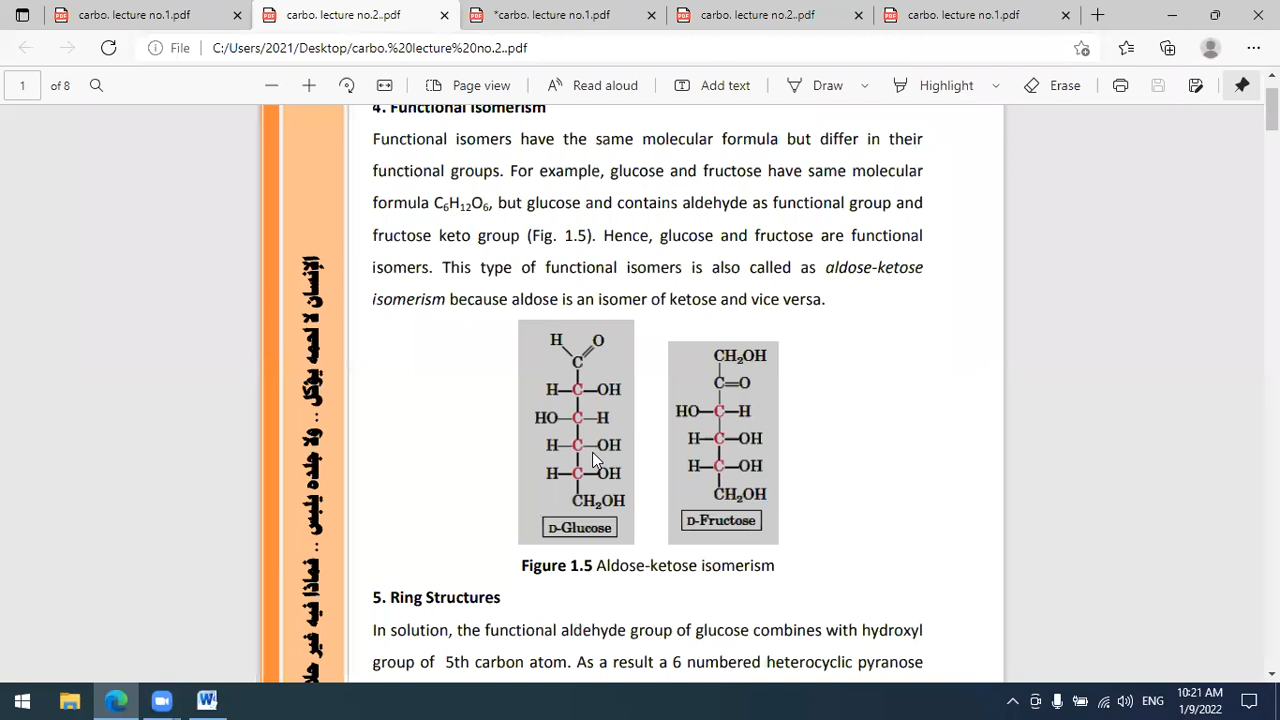 carbo. lecture no.1.pdf
carbo. lecture no.2..pdf
*carbo. lecture no.1.pdf
carbo. lecture no.2..pdf
carbo. lecture no.1.pdf
File
C:/Users/2021/Desktop/carbo.%20lecture%20no.2..pdf
1 of 8
Page view
Read aloud
Add text
Draw
Highlight
Erase
4. Functional Isomerism
Functional isomers have the same molecular formula but differ in their
functional groups. For example, glucose and fructose have same molecular
formula C₆H₁₂O₆, but glucose and contains aldehyde as functional group and
fructose keto group (Fig. 1.5). Hence, glucose and fructose are functional
isomers. This type of functional isomers is also called as aldose-ketose
isomerism because aldose is an isomer of ketose and vice versa.
H O
C
H—C—OH
HO—C—H
H—C—OH
H—C—OH
CH₂OH
D-Glucose
CH₂OH
C=O
HO—C—H
H—C—OH
H—C—OH
CH₂OH
D-Fructose
Figure 1.5 Aldose-ketose isomerism
5. Ring Structures
In solution, the functional aldehyde group of glucose combines with hydroxyl
group of 5th carbon atom. As a result a 6 numbered heterocyclic pyranose
ENG
10:21 AM
1/9/2022